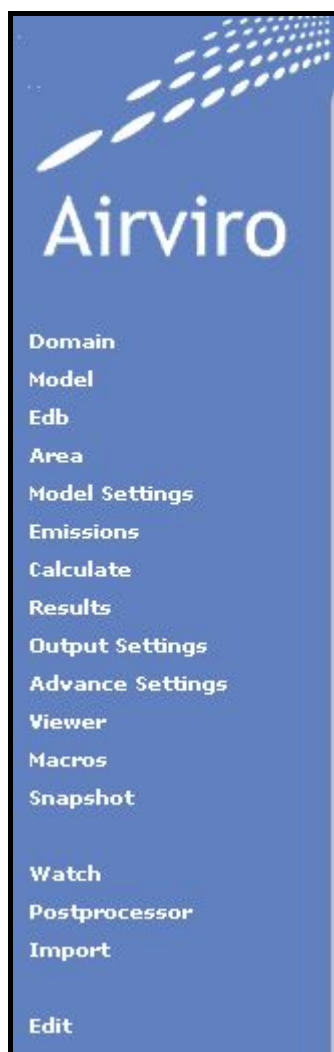 Airviro
Domain
Model
Edb
Area
Model Settings
Emissions
Calculate
Results
Output Settings
Advance Settings
Viewer
Macros
Snapshot
Watch
Postprocessor
Import
Edit